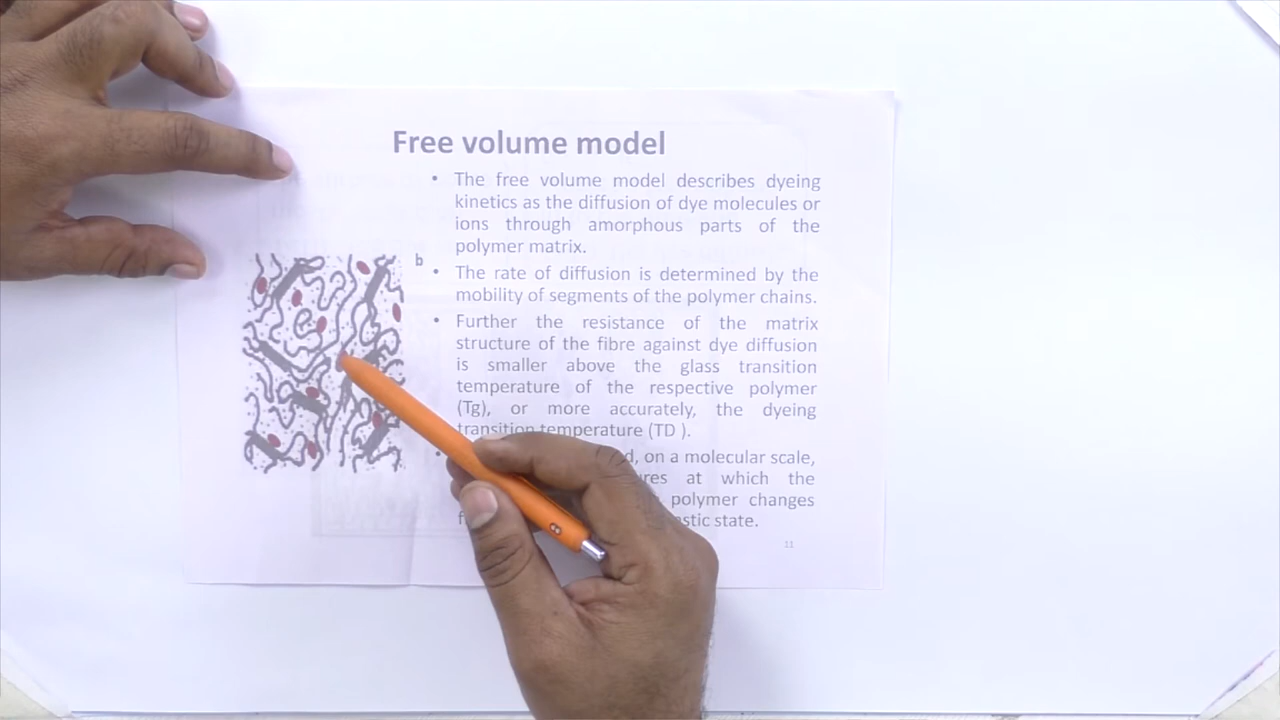 Free volume model
• The free volume model describes dyeing
kinetics as the diffusion of dye molecules or
ions through amorphous parts of the
polymer matrix.
b
• The rate of diffusion is determined by the
mobility of segments of the polymer chains.
• Further the resistance of the matrix
structure of the fibre against dye diffusion
is smaller above the glass transition
temperature of the respective polymer
(Tg), or more accurately, the dyeing
transition temperature (TD ).
on a molecular scale,
at which the
polymer changes
state.
11